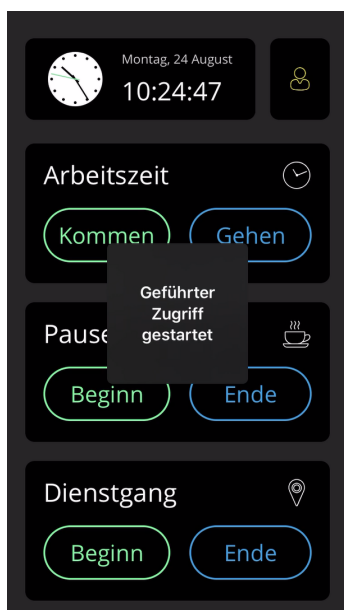 Montag, 24 August
10:24:47
Arbeitszeit
Kommen
Gehen
Geführter
Zugriff
gestartet
Pause
Beginn
Ende
Dienstgang
Beginn
Ende